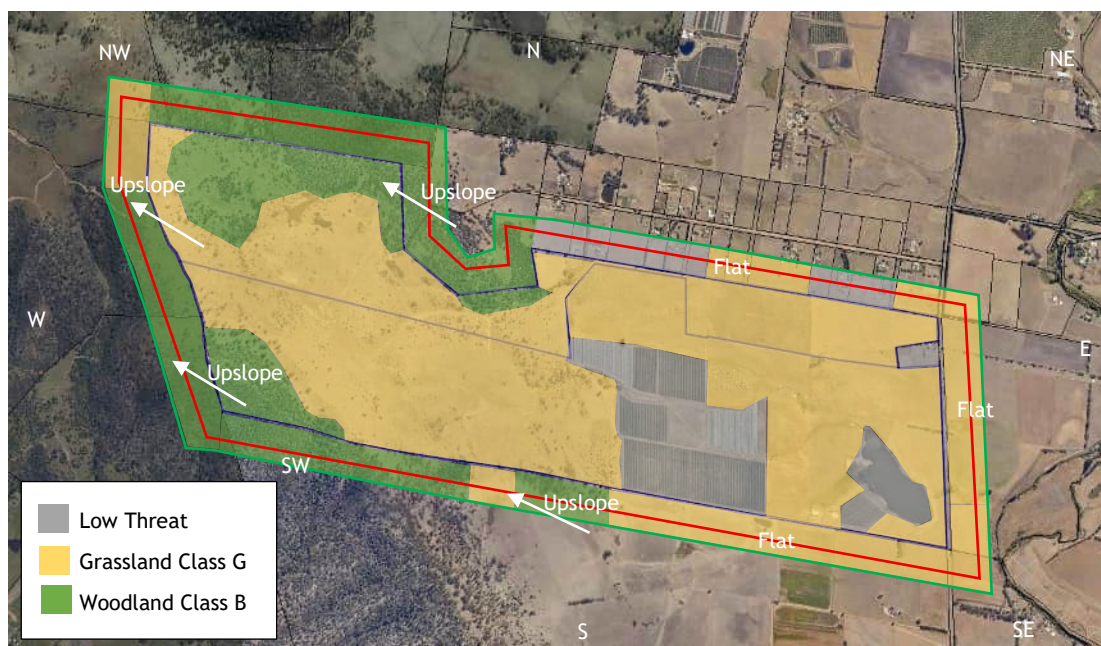 N
NW
NE
Upslope
Upslope
Flat
W
E
Upslope
Flat
SW
Upslope
Flat
Low Threat
Grassland Class G
Woodland Class B
S
SE